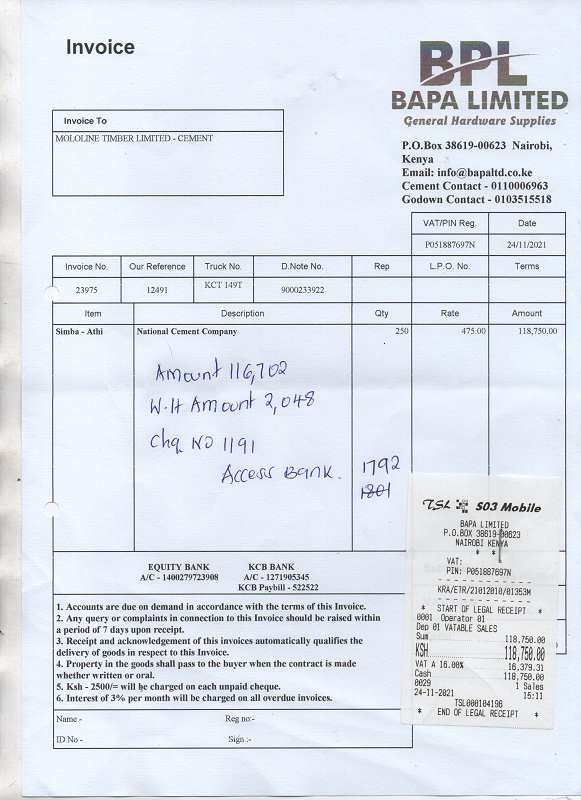 Invoice
BPL
BAPA LIMITED
General Hardware Supplies
Invoice To
MOLOLINE TIMBER LIMITED - CEMENT
P.O.Box 38619-00623 Nairobi,
Kenya
Email: info@bapaltd.co.ke
Cement Contact - 0110006963
Godown Contact - 0103515518
VAT/PIN Reg. Date
P051887697N 24/11/2021
Invoice No. Our Reference Truck No. D.Note No. Rep L.P.O. No. Terms
23975 12491 KCT 149T 9000233922
Item Description Qty Rate Amount
Simba - Athi National Cement Company 250 475.00 118,750.00
Amount 116,702
W.H Amount 2,048
Chq No 1191
Access Bank.
1792
1801
EQUITY BANK KCB BANK
A/C - 1400279723908 A/C - 1271905345
KCB Paybill - 522522
1. Accounts are due on demand in accordance with the terms of this Invoice.
2. Any query or complaints in connection to this Invoice should be raised within
a period of 7 days upon receipt.
3. Receipt and acknowledgement of this invoices automatically qualifies the
delivery of goods in respect to this Invoice.
4. Property in the goods shall pass to the buyer when the contract is made
whether written or oral.
5. Ksh - 2500/= will be charged on each unpaid cheque.
6. Interest of 3% per month will be charged on all overdue invoices.
Name - Reg no:-
ID No - Sign :-
TSL S03 Mobile
BAPA LIMITED
P.O.BOX 38619-00623
NAIROBI KENYA
* * *
VAT:
PIN: P051887697N
KRA/ETR/21012010/01353M
* START OF LEGAL RECEIPT *
0001 Operator 01
Dep 01 VATABLE SALES
Sum 118,750.00
KSH 118,750.00
VAT A 16.00% 16,379.31
Cash 118,750.00
0029 1 Sales
24-11-2021 15:11
TSL000104196
* END OF LEGAL RECEIPT *